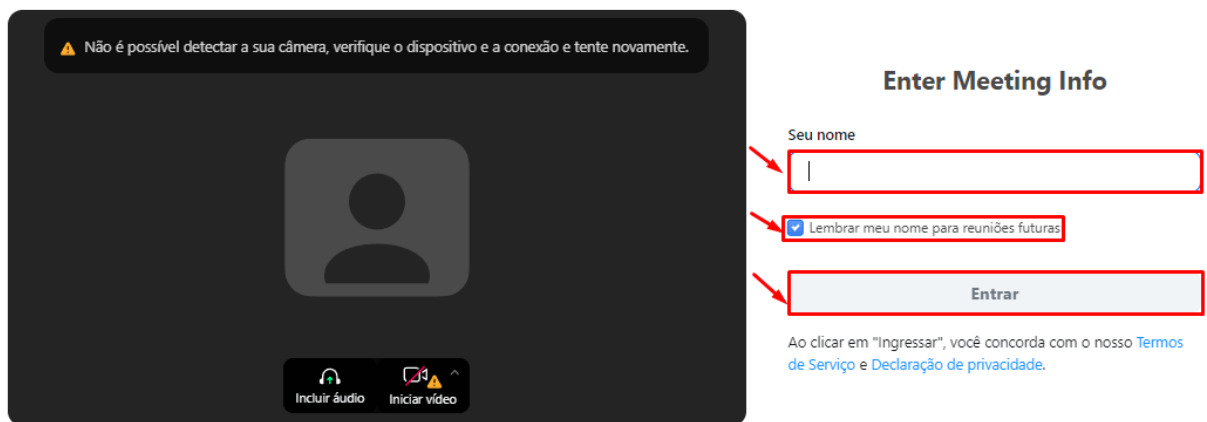 Não é possível detectar a sua câmera, verifique o dispositivo e a conexão e tente novamente.
Incluir áudio
Iniciar vídeo
Enter Meeting Info
Seu nome
Lembrar meu nome para reuniões futuras
Entrar
Ao clicar em "Ingressar", você concorda com o nosso Termos
de Serviço e Declaração de privacidade.